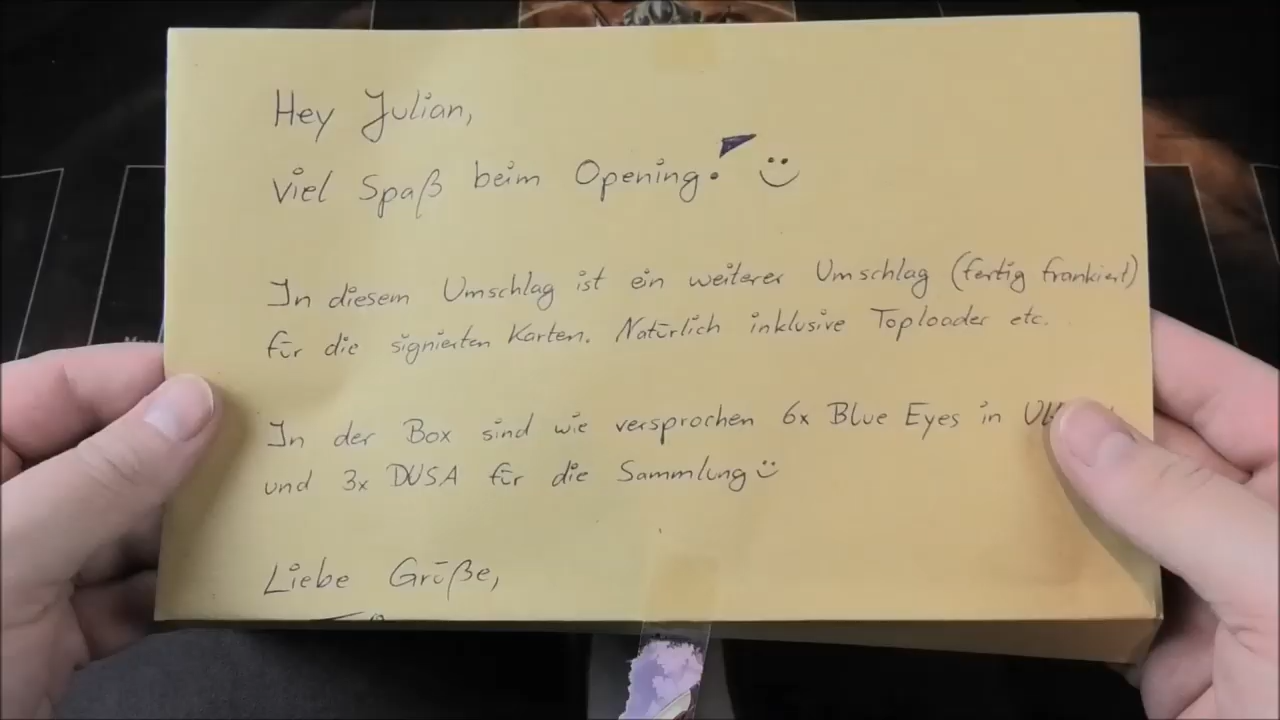 Hey Julian,
viel Spaß beim Opening! :)
In diesem Umschlag ist ein weiterer Umschlag (fertig frankiert)
für die signierten Karten. Natürlich inklusive Toploader etc.
In der Box sind wie versprochen 6x Blue Eyes in
und 3x DUSA für die Sammlung :)
Liebe Grüße,